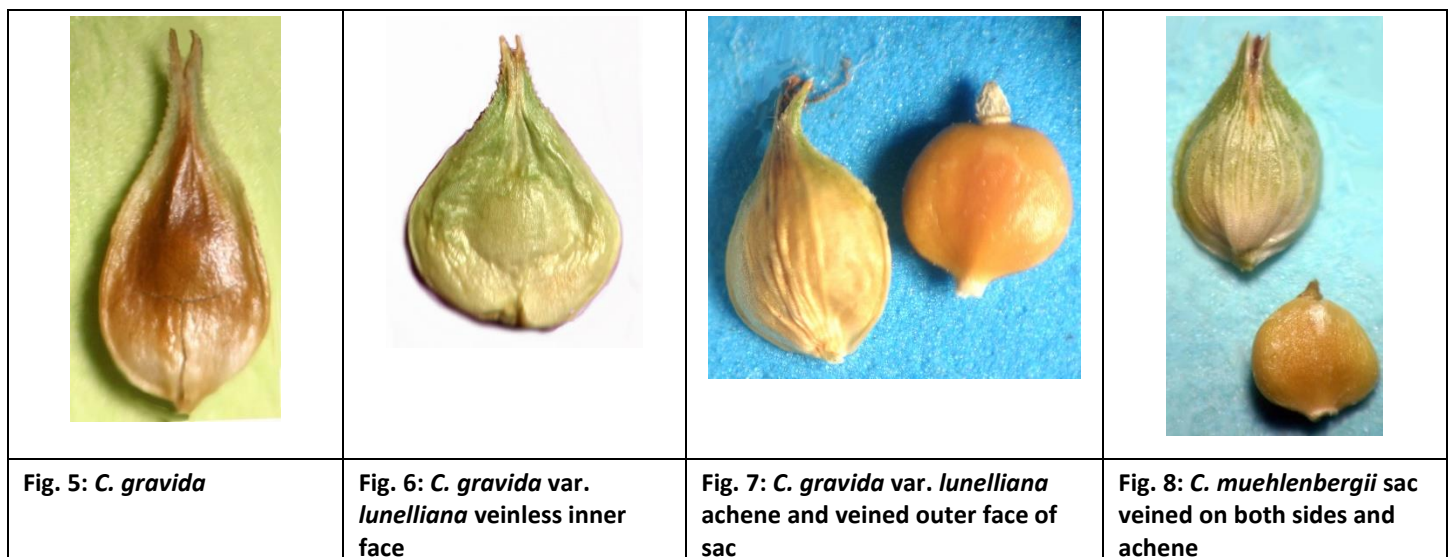 Fig. 5: C. gravida
Fig. 6: C. gravida var.
lunelliana veinless inner
face
Fig. 7: C. gravida var. lunelliana
achene and veined outer face of
sac
Fig. 8: C. muehlenbergii sac
veined on both sides and
achene